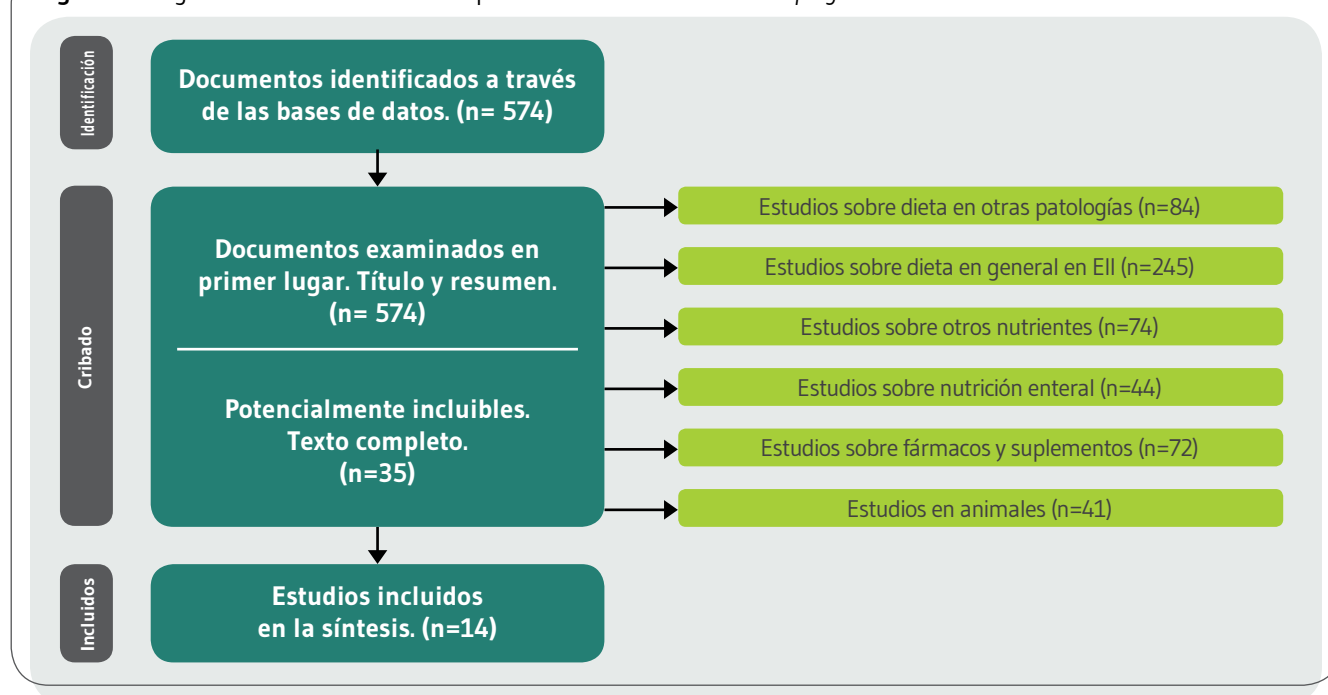 Identificación
Documentos identificados a través
de las bases de datos. (n= 574)
Cribado
Documentos examinados en
primer lugar. Título y resumen.
(n= 574)
Potencialmente incluibles.
Texto completo.
(n=35)
Estudios sobre dieta en otras patologías (n=84)
Estudios sobre dieta en general en EII (n=245)
Estudios sobre otros nutrientes (n=74)
Estudios sobre nutrición enteral (n=44)
Estudios sobre fármacos y suplementos (n=72)
Estudios en animales (n=41)
Incluidos
Estudios incluidos
en la síntesis. (n=14)